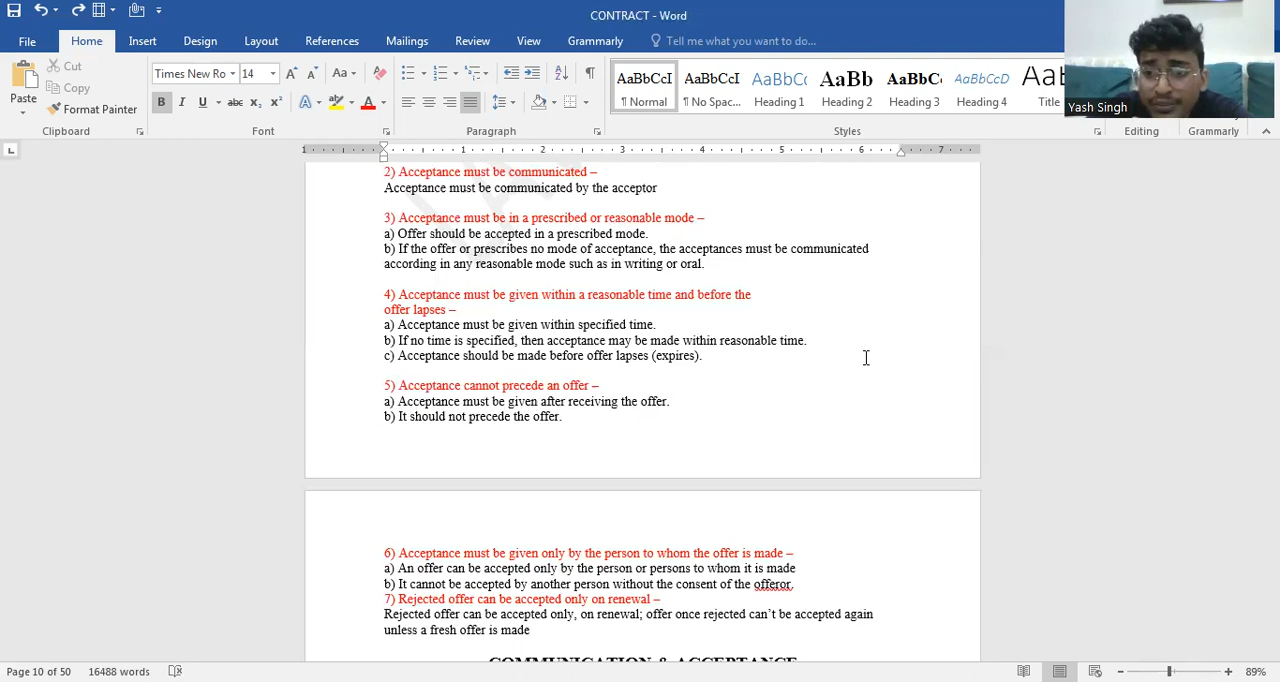 CONTRACT - Word
File Home Insert Design Layout References Mailings Review View Grammarly Tell me what you want to do...
Yash Singh
Paste
Cut
Copy
Format Painter
Times New Ro 14
AaBbCcI AaBbCcI AaBbC AaBb AaBbC AaBbCcD AaB
¶ Normal ¶ No Spac... Heading 1 Heading 2 Heading 3 Heading 4 Title
Clipboard Font Paragraph Styles Editing Grammarly
1 1 2 3 4 5 6 7
2) Acceptance must be communicated –
Acceptance must be communicated by the acceptor
3) Acceptance must be in a prescribed or reasonable mode –
a) Offer should be accepted in a prescribed mode.
b) If the offer or prescribes no mode of acceptance, the acceptances must be communicated
according in any reasonable mode such as in writing or oral.
4) Acceptance must be given within a reasonable time and before the
offer lapses –
a) Acceptance must be given within specified time.
b) If no time is specified, then acceptance may be made within reasonable time.
c) Acceptance should be made before offer lapses (expires).
5) Acceptance cannot precede an offer –
a) Acceptance must be given after receiving the offer.
b) It should not precede the offer.
6) Acceptance must be given only by the person to whom the offer is made –
a) An offer can be accepted only by the person or persons to whom it is made
b) It cannot be accepted by another person without the consent of the offeror.
7) Rejected offer can be accepted only on renewal –
Rejected offer can be accepted only, on renewal; offer once rejected can't be accepted again
unless a fresh offer is made
COMMUNICATION & ACCEPTANCE
Page 10 of 50 16488 words 89%